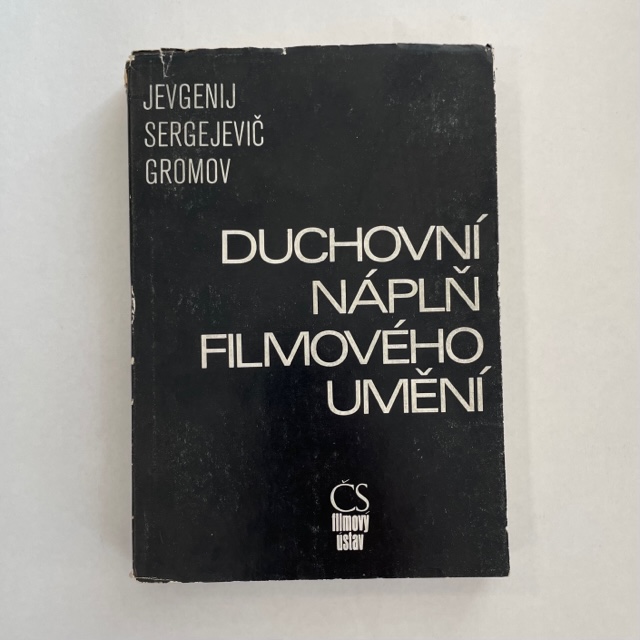 JEVGENIJ
SERGEJEVIČ
GROMOV
DUCHOVNÍ
NÁPLŇ
FILMOVÉHO
UMĚNÍ
ČS
filmový
ústav